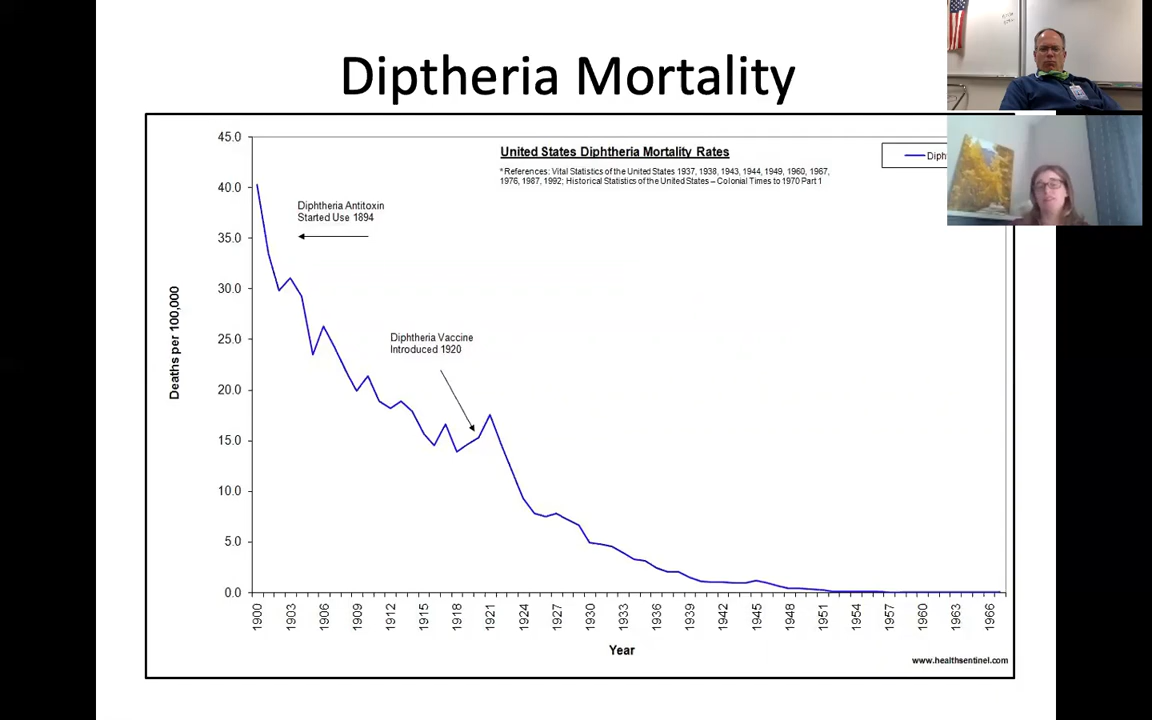 Diptheria Mortality
United States Diphtheria Mortality Rates
* References: Vital Statistics of the United States 1937, 1938, 1943, 1944, 1949, 1960, 1967,
1976, 1987, 1992; Historical Statistics of the United States – Colonial Times to 1970 Part 1
Diph
Diphtheria Antitoxin
Started Use 1894
Diphtheria Vaccine
Introduced 1920
Deaths per 100,000
45.0
40.0
35.0
30.0
25.0
20.0
15.0
10.0
5.0
0.0
1900
1903
1906
1909
1912
1915
1918
1921
1924
1927
1930
1933
1936
1939
1942
1945
1948
1951
1954
1957
1960
1963
1966
Year
www.healthsentinel.com